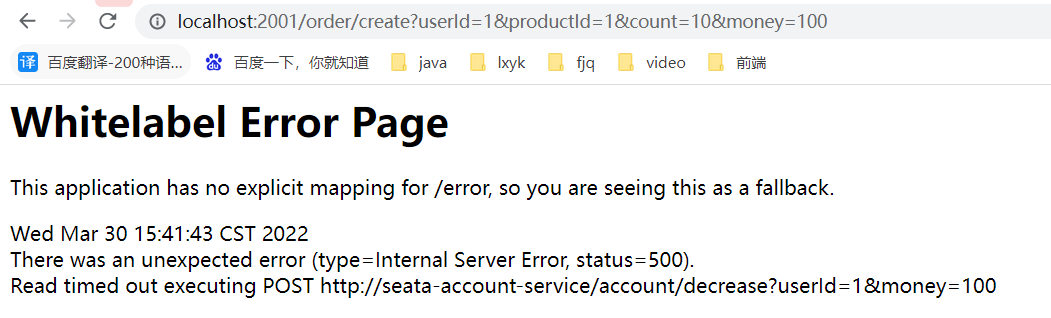 localhost:2001/order/create?userId=1&productId=1&count=10&money=100
译 百度翻译-200种语... 百度一下，你就知道 java lxyk fjq video 前端
Whitelabel Error Page
This application has no explicit mapping for /error, so you are seeing this as a fallback.
Wed Mar 30 15:41:43 CST 2022
There was an unexpected error (type=Internal Server Error, status=500).
Read timed out executing POST http://seata-account-service/account/decrease?userId=1&money=100